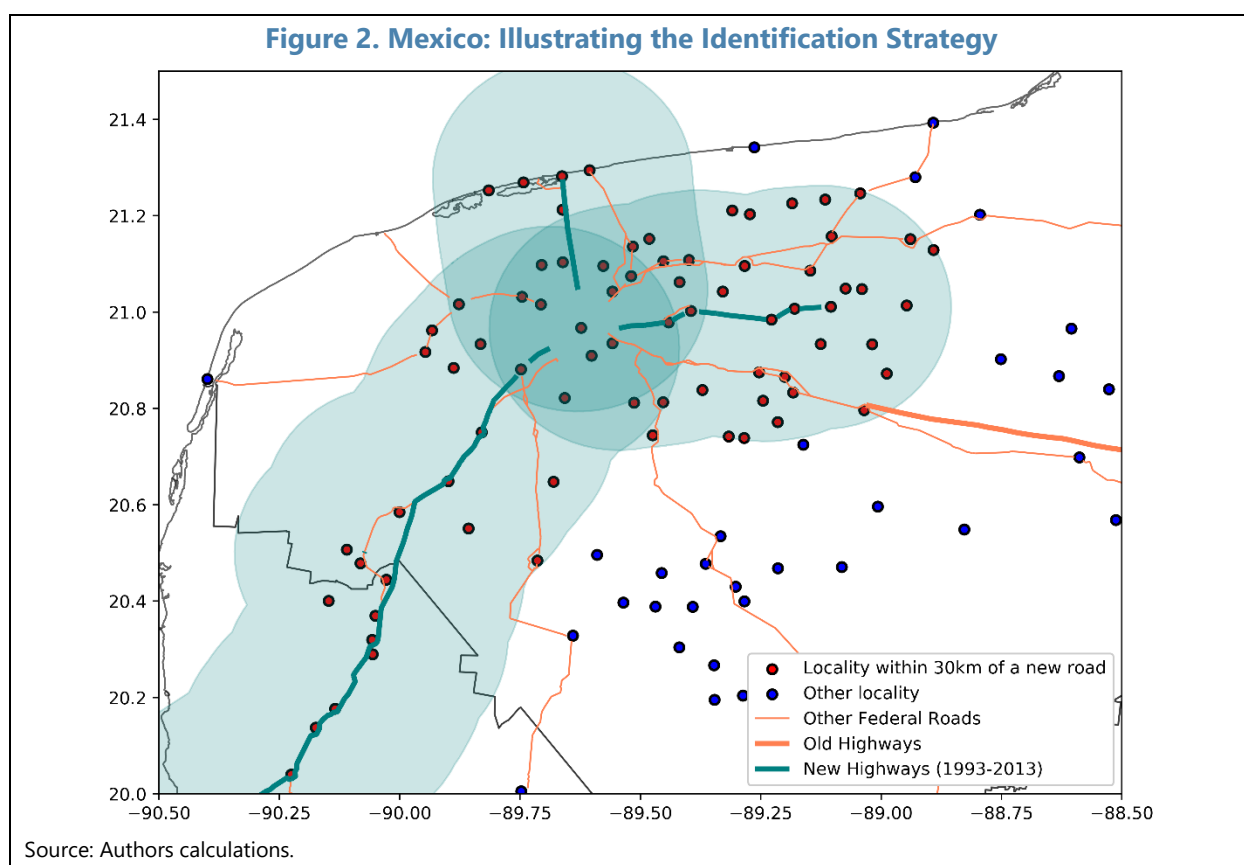 Figure 2. Mexico: Illustrating the Identification Strategy
21.4
21.2
21.0
20.8
20.6
20.4
20.2
20.0
Locality within 30km of a new road
Other locality
Other Federal Roads
Old Highways
New Highways (1993-2013)
−90.50 −90.25 −90.00 −89.75 −89.50 −89.25 −89.00 −88.75 −88.50
Source: Authors calculations.